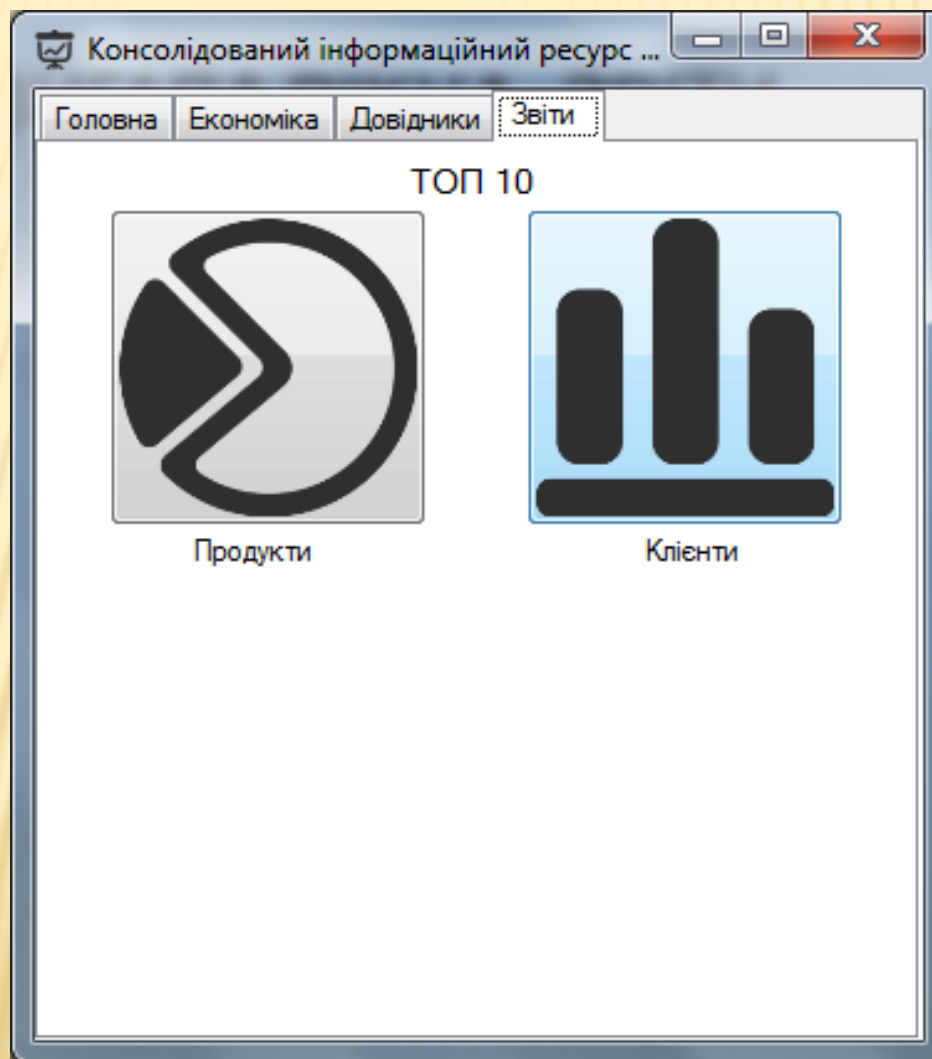 Консолідований інформаційний ресурс ...
Головна Економіка Довідники Звіти
ТОП 10
Продукти Клієнти